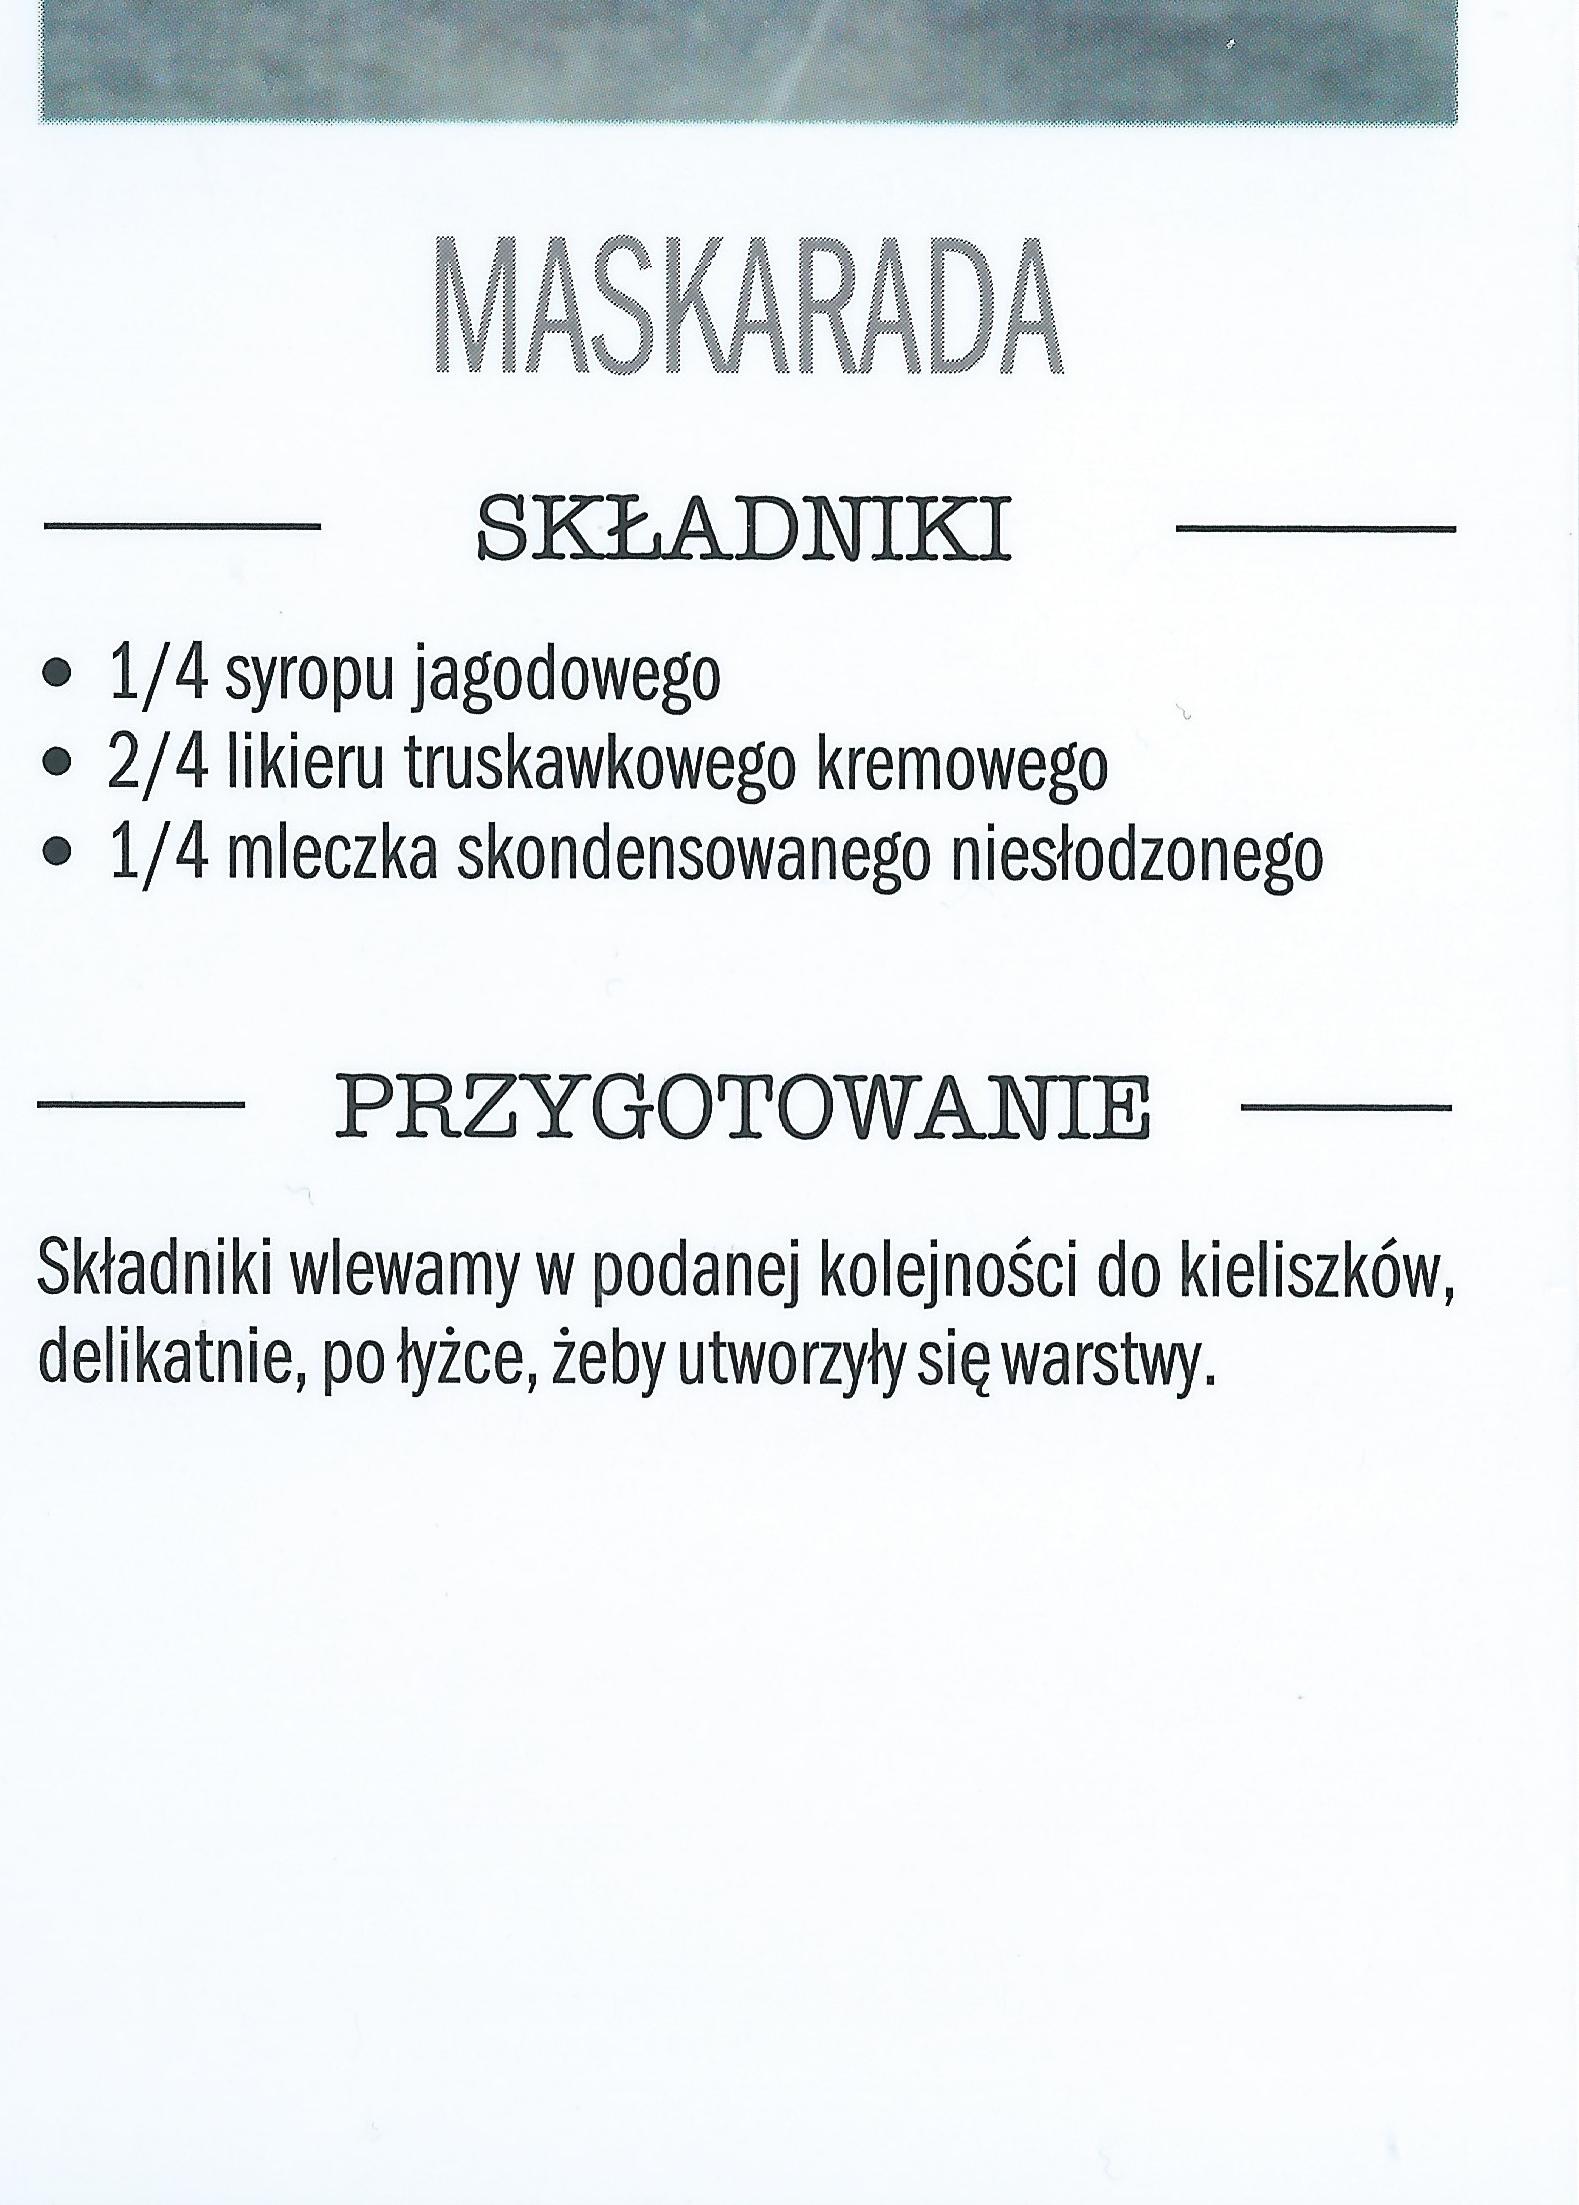 MASKARADA
SKŁADNIKI
• 1/4 syropu jagodowego
• 2/4 likieru truskawkowego kremowego
• 1/4 mleczka skondensowanego niesłodzonego
PRZYGOTOWANIE
Składniki wlewamy w podanej kolejności do kieliszków,
delikatnie, po łyżce, żeby utworzyły się warstwy.